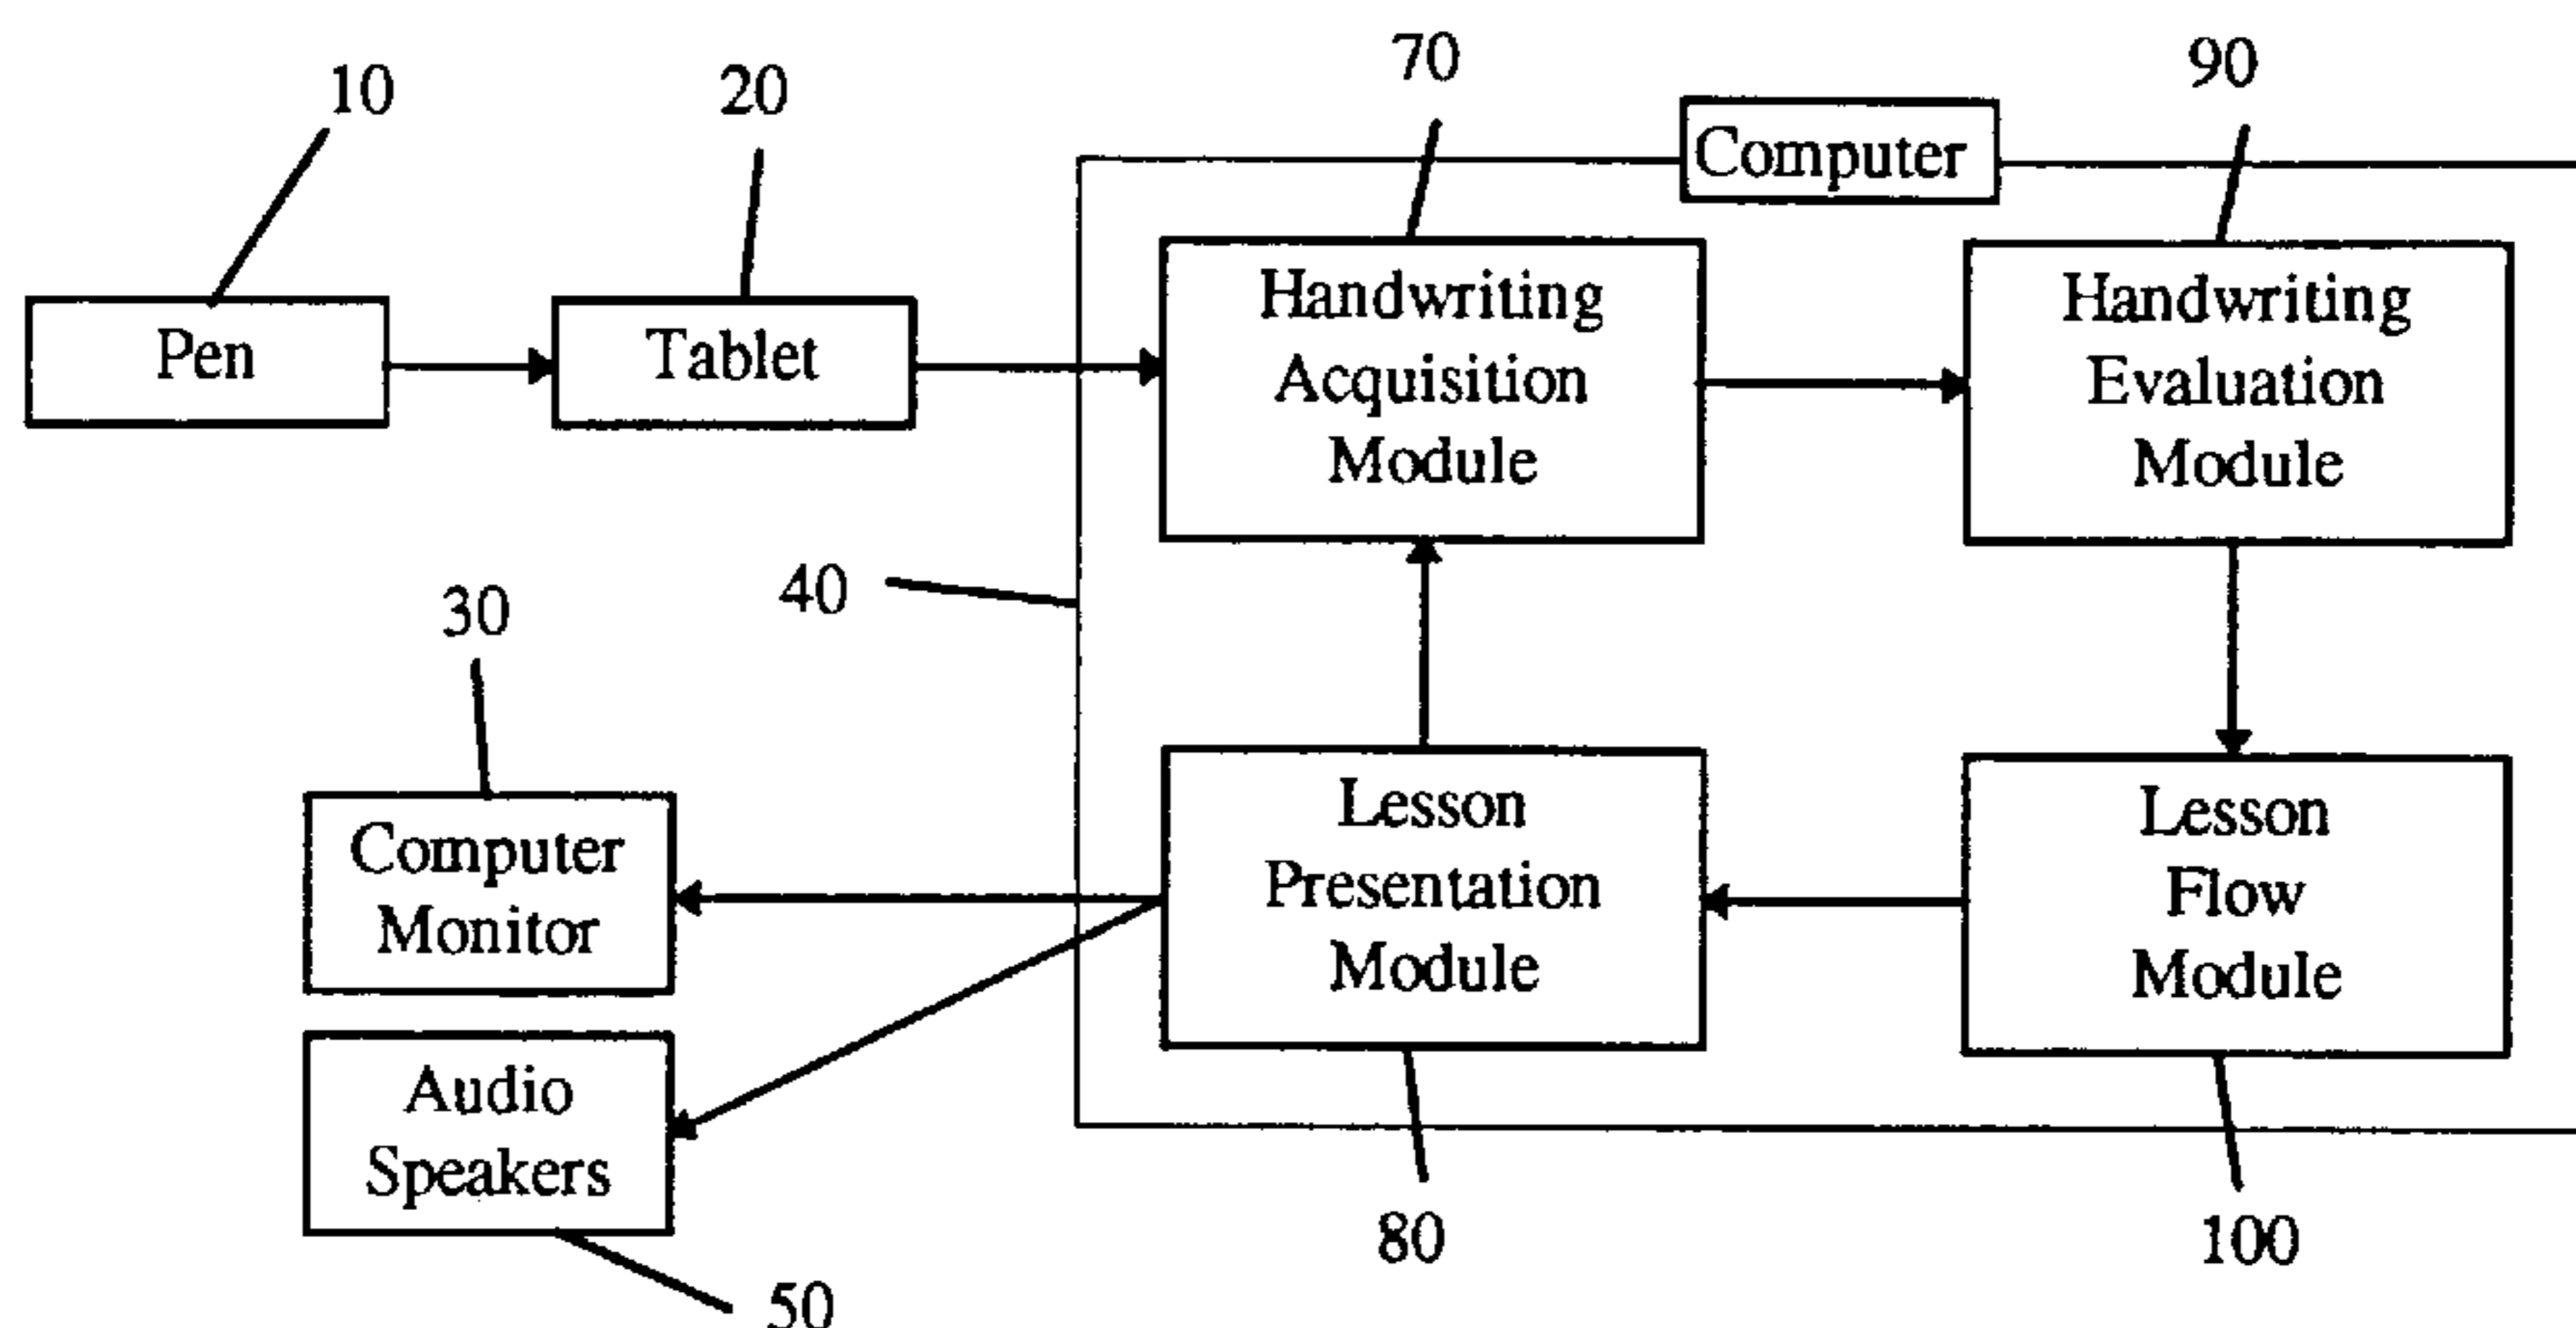 10
20
70
90
Computer
Pen
Tablet
Handwriting
Acquisition
Module
Handwriting
Evaluation
Module
40
30
Computer
Monitor
Lesson
Presentation
Module
Lesson
Flow
Module
Audio
Speakers
50
80
100